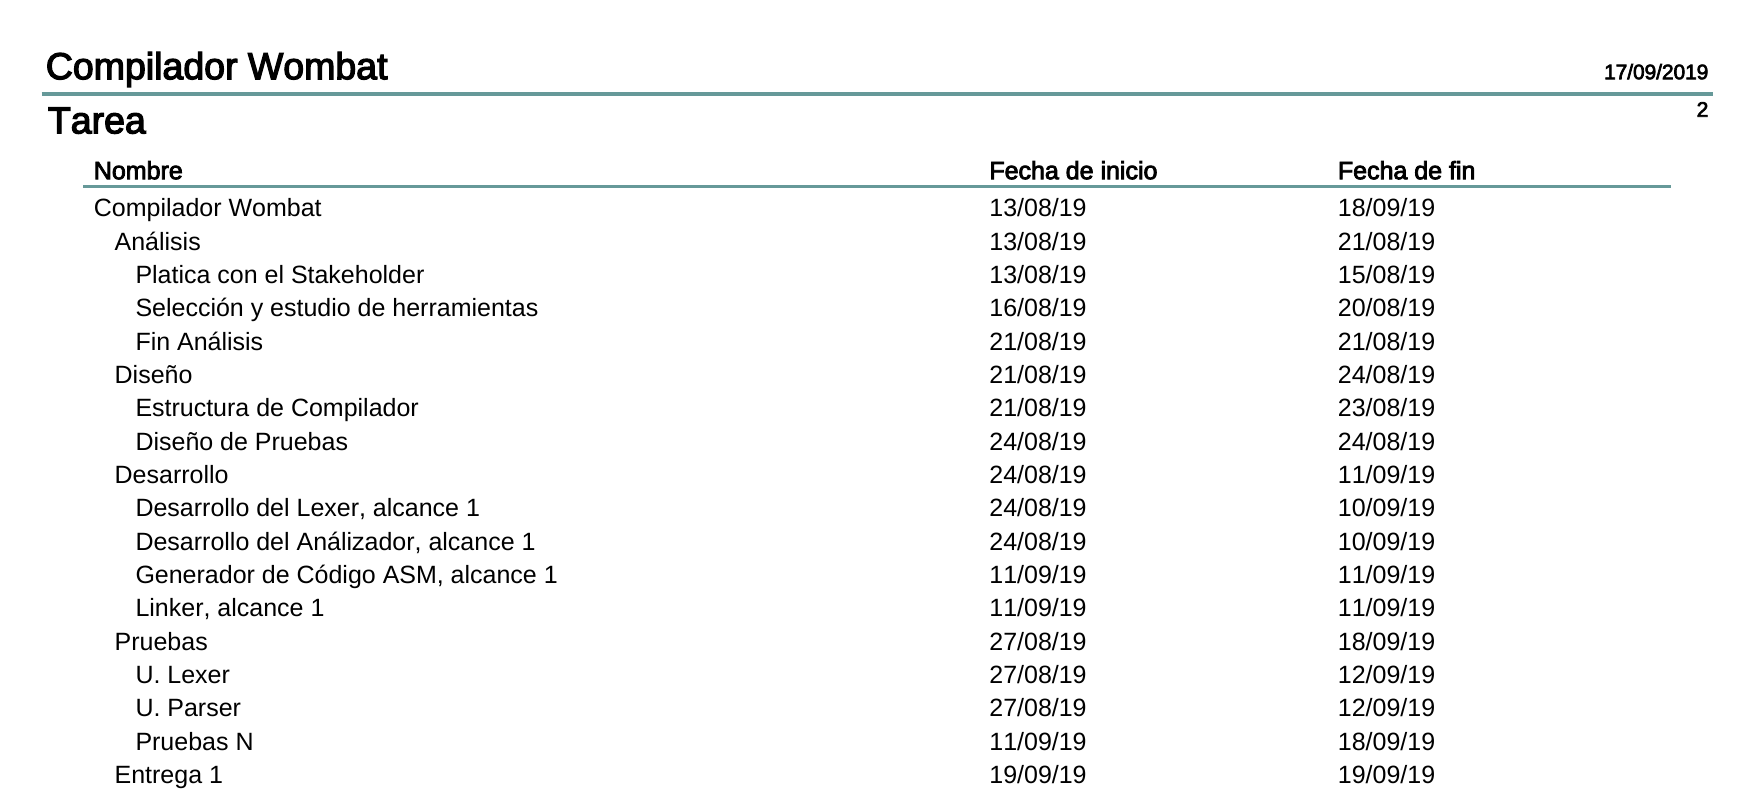 Compilador Wombat 17/09/2019
Tarea 2
Nombre Fecha de inicio Fecha de fin
Compilador Wombat 13/08/19 18/09/19
Análisis 13/08/19 21/08/19
Platica con el Stakeholder 13/08/19 15/08/19
Selección y estudio de herramientas 16/08/19 20/08/19
Fin Análisis 21/08/19 21/08/19
Diseño 21/08/19 24/08/19
Estructura de Compilador 21/08/19 23/08/19
Diseño de Pruebas 24/08/19 24/08/19
Desarrollo 24/08/19 11/09/19
Desarrollo del Lexer, alcance 1 24/08/19 10/09/19
Desarrollo del Análizador, alcance 1 24/08/19 10/09/19
Generador de Código ASM, alcance 1 11/09/19 11/09/19
Linker, alcance 1 11/09/19 11/09/19
Pruebas 27/08/19 18/09/19
U. Lexer 27/08/19 12/09/19
U. Parser 27/08/19 12/09/19
Pruebas N 11/09/19 18/09/19
Entrega 1 19/09/19 19/09/19